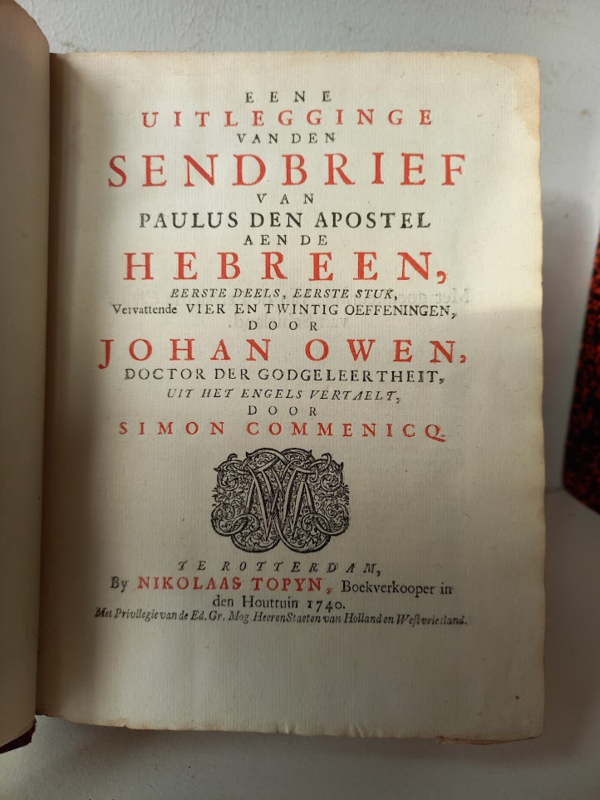 EENE
UITLEGGINGE
VAN DEN
SENDBRIEF
VAN
PAULUS DEN APOSTEL
AEN DE
HEBREEN,
EERSTE DEELS, EERSTE STUK,
Vervattende VIER EN TWINTIG OEFFENINGEN,
DOOR
JOHAN OWEN,
DOCTOR DER GODGELEERTHEIT,
UIT HET ENGELS VERTAELT,
DOOR
SIMON COMMENICQ.
TE ROTTERDAM,
By NIKOLAAS TOPYN, Boekverkooper in
den Houttuin 1740.
Met Privilegie van de Ed. Gr. Mog Heeren Staeten van Holland en Westvriesland.